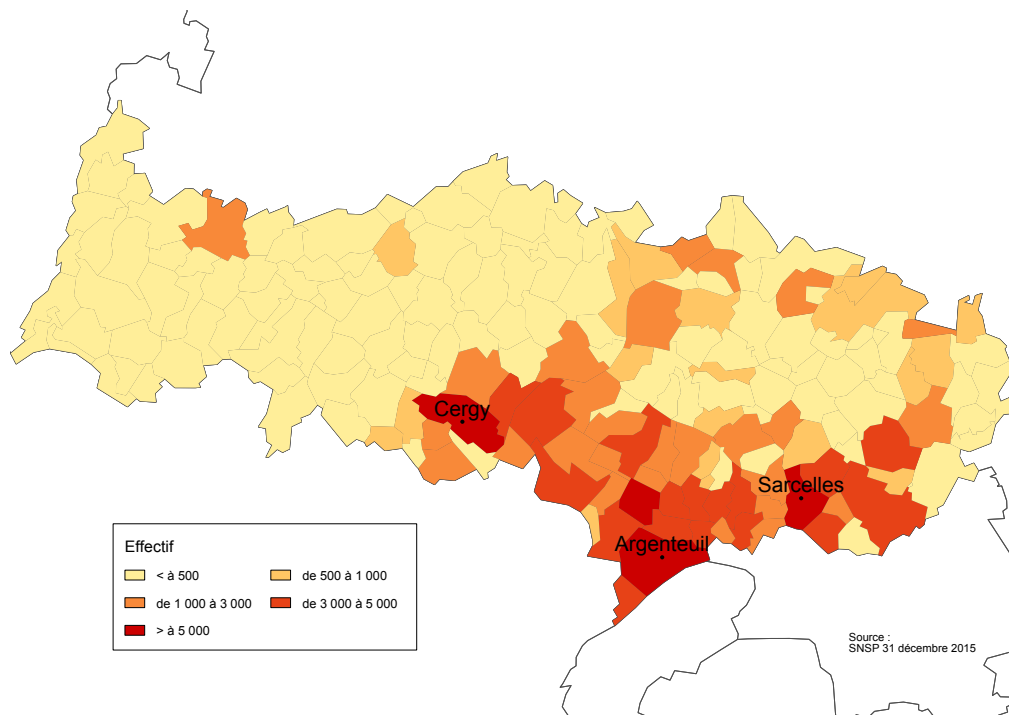 Cergy
Sarcelles
Argenteuil
Effectif
< à 500
de 500 à 1 000
de 1 000 à 3 000
de 3 000 à 5 000
> à 5 000
Source :
SNSP 31 décembre 2015